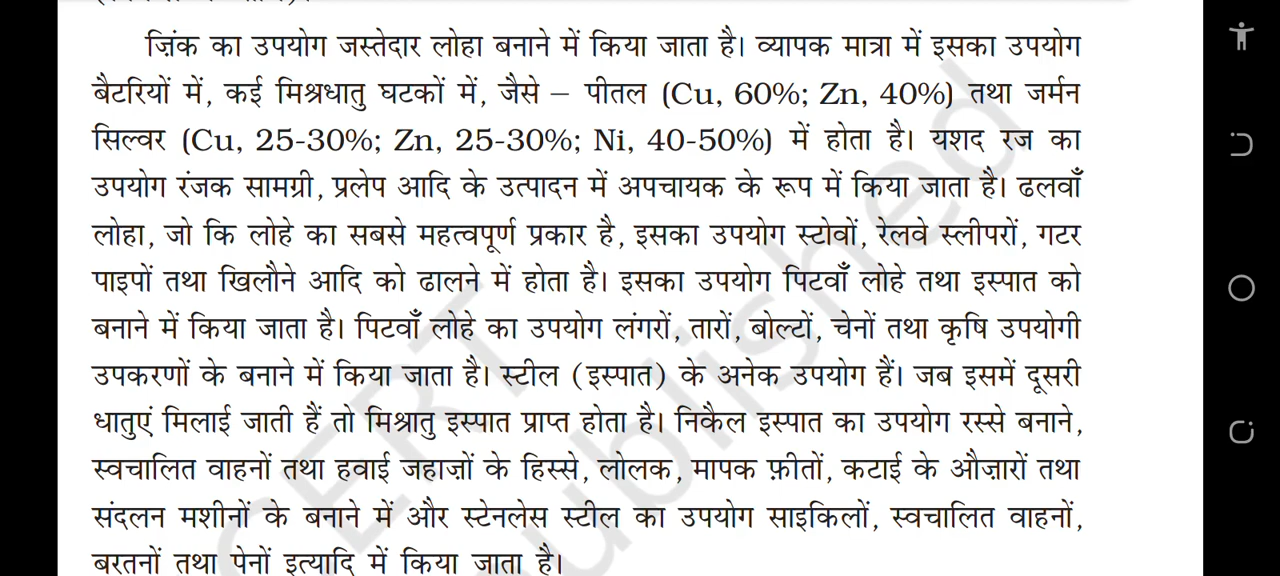 ज़िंक का उपयोग जस्तेदार लोहा बनाने में किया जाता है। व्यापक मात्रा में इसका उपयोग
बैटरियों में, कई मिश्रधातु घटकों में, जैसे – पीतल (Cu, 60%; Zn, 40%) तथा जर्मन
सिल्वर (Cu, 25-30%; Zn, 25-30%; Ni, 40-50%) में होता है। यशद रज का
उपयोग रंजक सामग्री, प्रलेप आदि के उत्पादन में अपचायक के रूप में किया जाता है। ढलवाँ
लोहा, जो कि लोहे का सबसे महत्वपूर्ण प्रकार है, इसका उपयोग स्टोवों, रेलवे स्लीपरों, गटर
पाइपों तथा खिलौने आदि को ढालने में होता है। इसका उपयोग पिटवाँ लोहे तथा इस्पात को
बनाने में किया जाता है। पिटवाँ लोहे का उपयोग लंगरों, तारों, बोल्टों, चेनों तथा कृषि उपयोगी
उपकरणों के बनाने में किया जाता है। स्टील (इस्पात) के अनेक उपयोग हैं। जब इसमें दूसरी
धातुएं मिलाई जाती हैं तो मिश्रातु इस्पात प्राप्त होता है। निकैल इस्पात का उपयोग रस्से बनाने,
स्वचालित वाहनों तथा हवाई जहाज़ों के हिस्से, लोलक, मापक फ़ीतों, कटाई के औज़ारों तथा
संदलन मशीनों के बनाने में और स्टेनलेस स्टील का उपयोग साइकिलों, स्वचालित वाहनों,
बरतनों तथा पेनों इत्यादि में किया जाता है।